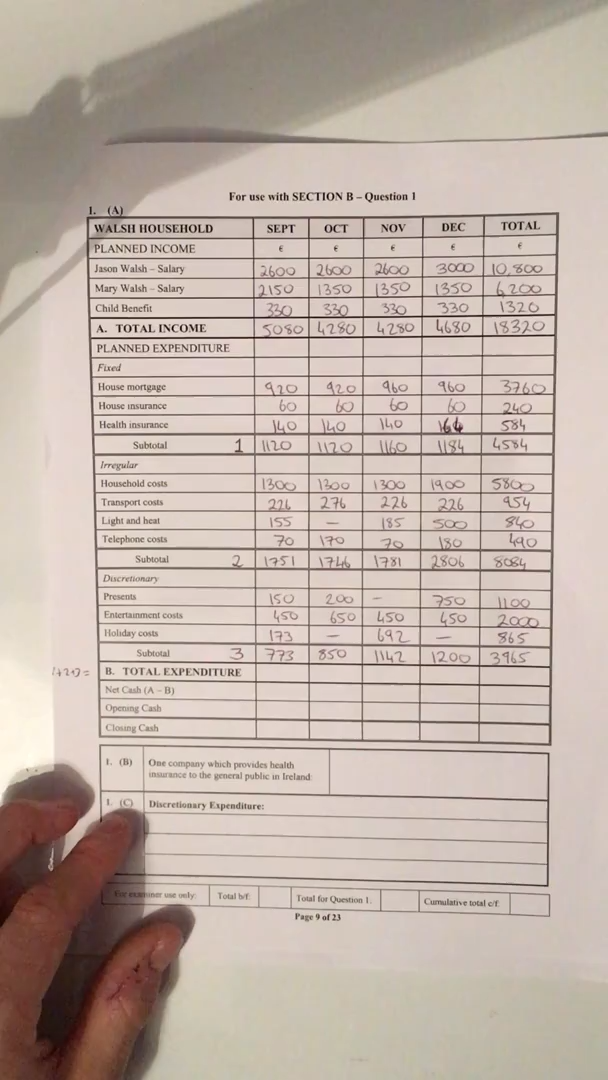 For use with SECTION B – Question 1
1. (A)
WALSH HOUSEHOLD SEPT OCT NOV DEC TOTAL
PLANNED INCOME € € € € €
Jason Walsh – Salary 2600 2600 2600 3000 10,800
Mary Walsh – Salary 2150 1350 1350 1350 6,200
Child Benefit 330 330 330 330 1320
A. TOTAL INCOME 5080 4280 4280 4680 18320
PLANNED EXPENDITURE
Fixed
House mortgage 920 920 960 960 3760
House insurance 60 60 60 60 240
Health insurance 140 140 140 164 584
Subtotal 1 1120 1120 1160 1184 4584
Irregular
Household costs 1300 1300 1300 1900 5800
Transport costs 226 276 226 226 954
Light and heat 155 – 185 500 840
Telephone costs 70 170 70 180 490
Subtotal 2 1751 1746 1781 2806 8084
Discretionary
Presents 150 200 – 750 1100
Entertainment costs 450 650 450 450 2000
Holiday costs 173 – 692 – 865
Subtotal 3 773 850 1142 1200 3965
1+2+3= B. TOTAL EXPENDITURE
Net Cash (A – B)
Opening Cash
Closing Cash
1. (B) One company which provides health
insurance to the general public in Ireland:
1. (C) Discretionary Expenditure:
For examiner use only: Total b/f: Total for Question 1: Cumulative total c/f:
Page 9 of 23